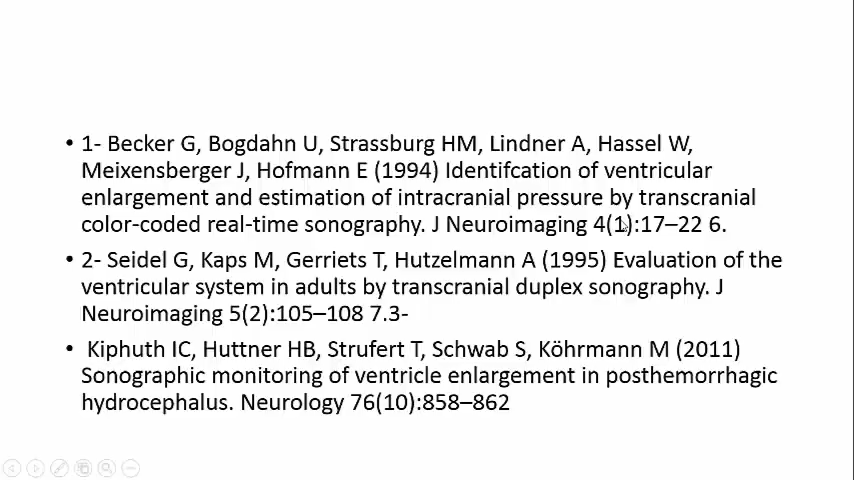 • 1- Becker G, Bogdahn U, Strassburg HM, Lindner A, Hassel W,
Meixensberger J, Hofmann E (1994) Identifcation of ventricular
enlargement and estimation of intracranial pressure by transcranial
color-coded real-time sonography. J Neuroimaging 4(1):17–22 6.
• 2- Seidel G, Kaps M, Gerriets T, Hutzelmann A (1995) Evaluation of the
ventricular system in adults by transcranial duplex sonography. J
Neuroimaging 5(2):105–108 7.3-
• Kiphuth IC, Huttner HB, Strufert T, Schwab S, Köhrmann M (2011)
Sonographic monitoring of ventricle enlargement in posthemorrhagic
hydrocephalus. Neurology 76(10):858–862